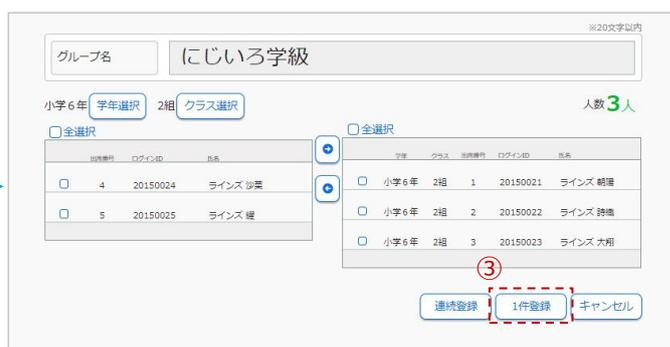 ※20文字以内
グループ名 にじいろ学級
小学6年 学年選択 2組 クラス選択 人数3人
全選択
出席番号 ログインID 氏名
4 20150024 ラインズ 沙菜
5 20150025 ラインズ 縁
全選択
学年 クラス 出席番号 ログインID 氏名
小学6年 2組 1 20150021 ラインズ 朝陽
小学6年 2組 2 20150022 ラインズ
小学6年 2組 3 20150023 ラインズ 大翔
③
連続登録 1件登録 キャンセル